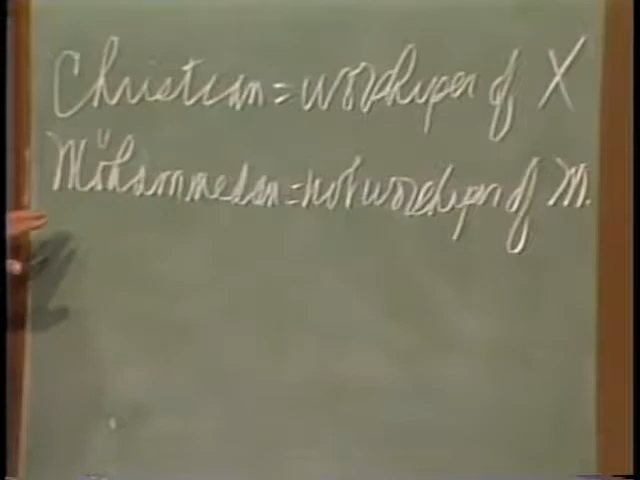 Christian = worshiper of X
Mohammedan = not worshiper of M.